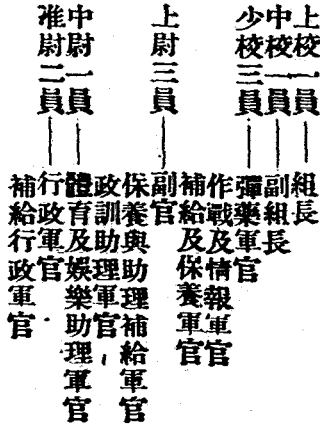 上校一員——組長
中校一員——副組長
少校三員——彈藥軍官
作戰及情報軍官
補給及保養軍官
上尉三員——副官
保養與助理補給軍官
政訓助理軍官
中尉一員——體育及娛樂助理軍官
准尉二員——行政軍官
補給行政軍官